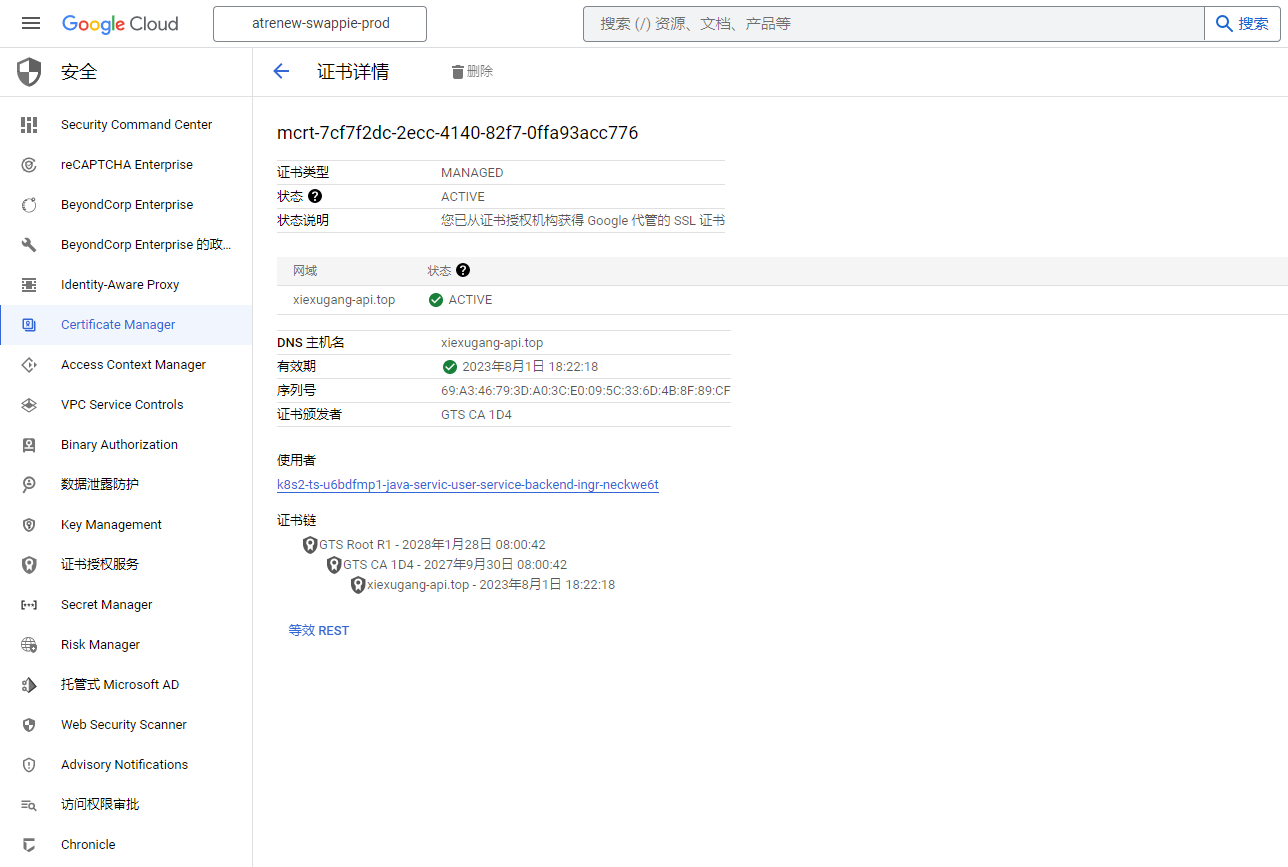 Google Cloud
atrenew-swappie-prod
搜索 (/) 资源、文档、产品等
搜索
安全
证书详情
删除
Security Command Center
reCAPTCHA Enterprise
BeyondCorp Enterprise
BeyondCorp Enterprise 的政...
Identity-Aware Proxy
Certificate Manager
Access Context Manager
VPC Service Controls
Binary Authorization
数据泄露防护
Key Management
证书授权服务
Secret Manager
Risk Manager
托管式 Microsoft AD
Web Security Scanner
Advisory Notifications
访问权限审批
Chronicle
mcrt-7cf7f2dc-2ecc-4140-82f7-0ffa93acc776
证书类型 MANAGED
状态 ACTIVE
状态说明 您已从证书授权机构获得 Google 代管的 SSL 证书
网域 状态
xiexugang-api.top ACTIVE
DNS 主机名 xiexugang-api.top
有效期 2023年8月1日 18:22:18
序列号 69:A3:46:79:3D:A0:3C:E0:09:5C:33:6D:4B:8F:89:CF
证书颁发者 GTS CA 1D4
使用者
k8s2-ts-u6bdfmp1-java-servic-user-service-backend-ingr-neckwe6t
证书链
GTS Root R1 - 2028年1月28日 08:00:42
GTS CA 1D4 - 2027年9月30日 08:00:42
xiexugang-api.top - 2023年8月1日 18:22:18
等效 REST